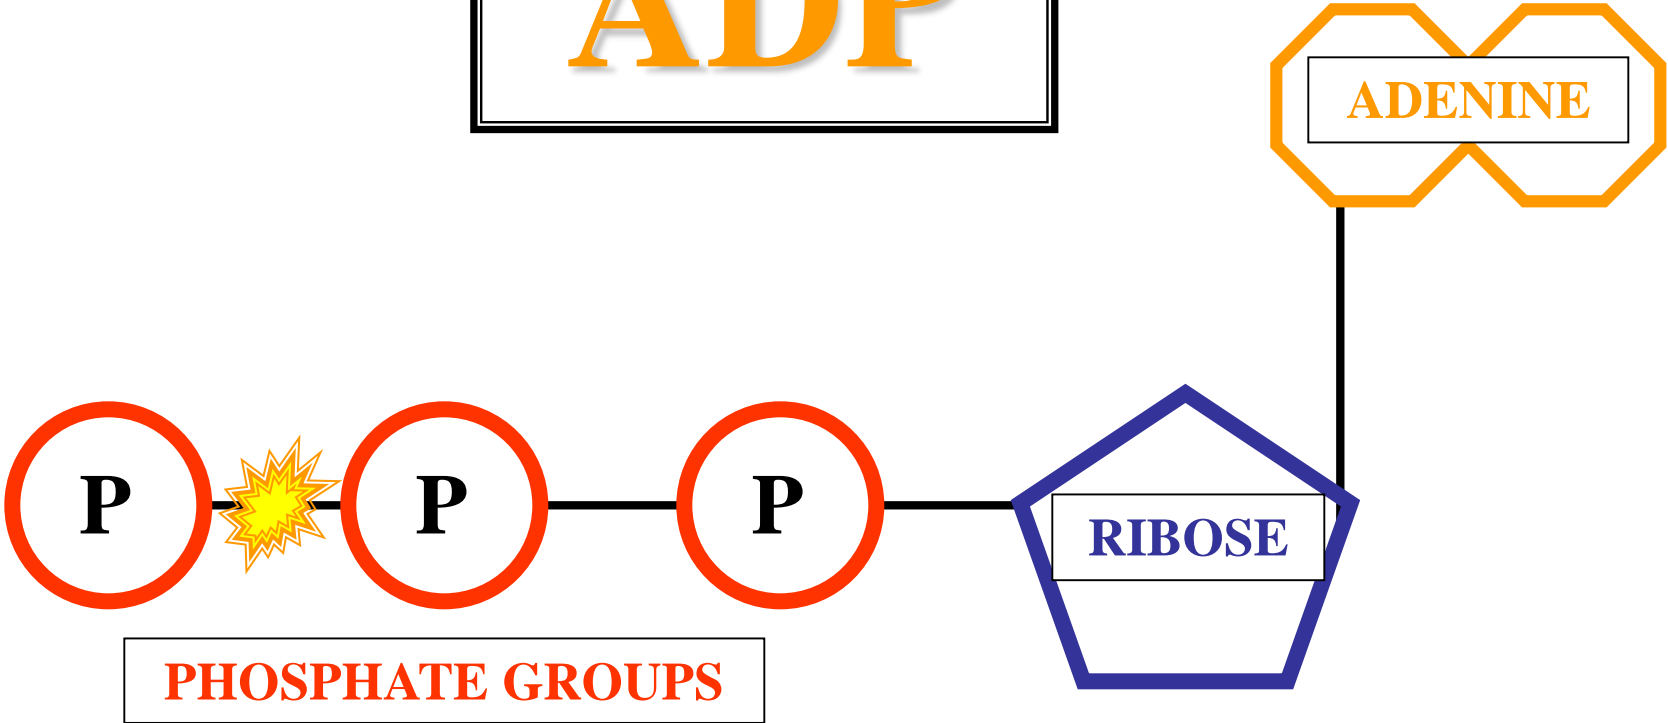 ADP
ADENINE
P P P
RIBOSE
PHOSPHATE GROUPS